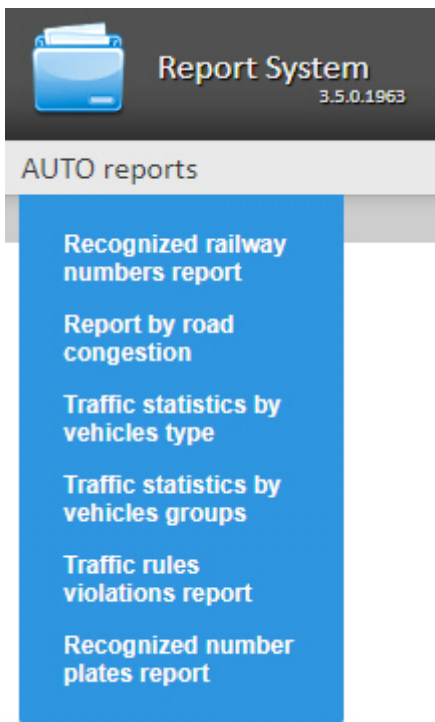 Report System
3.5.0.1963
AUTO reports
Recognized railway
numbers report
Report by road
congestion
Traffic statistics by
vehicles type
Traffic statistics by
vehicles groups
Traffic rules
violations report
Recognized number
plates report